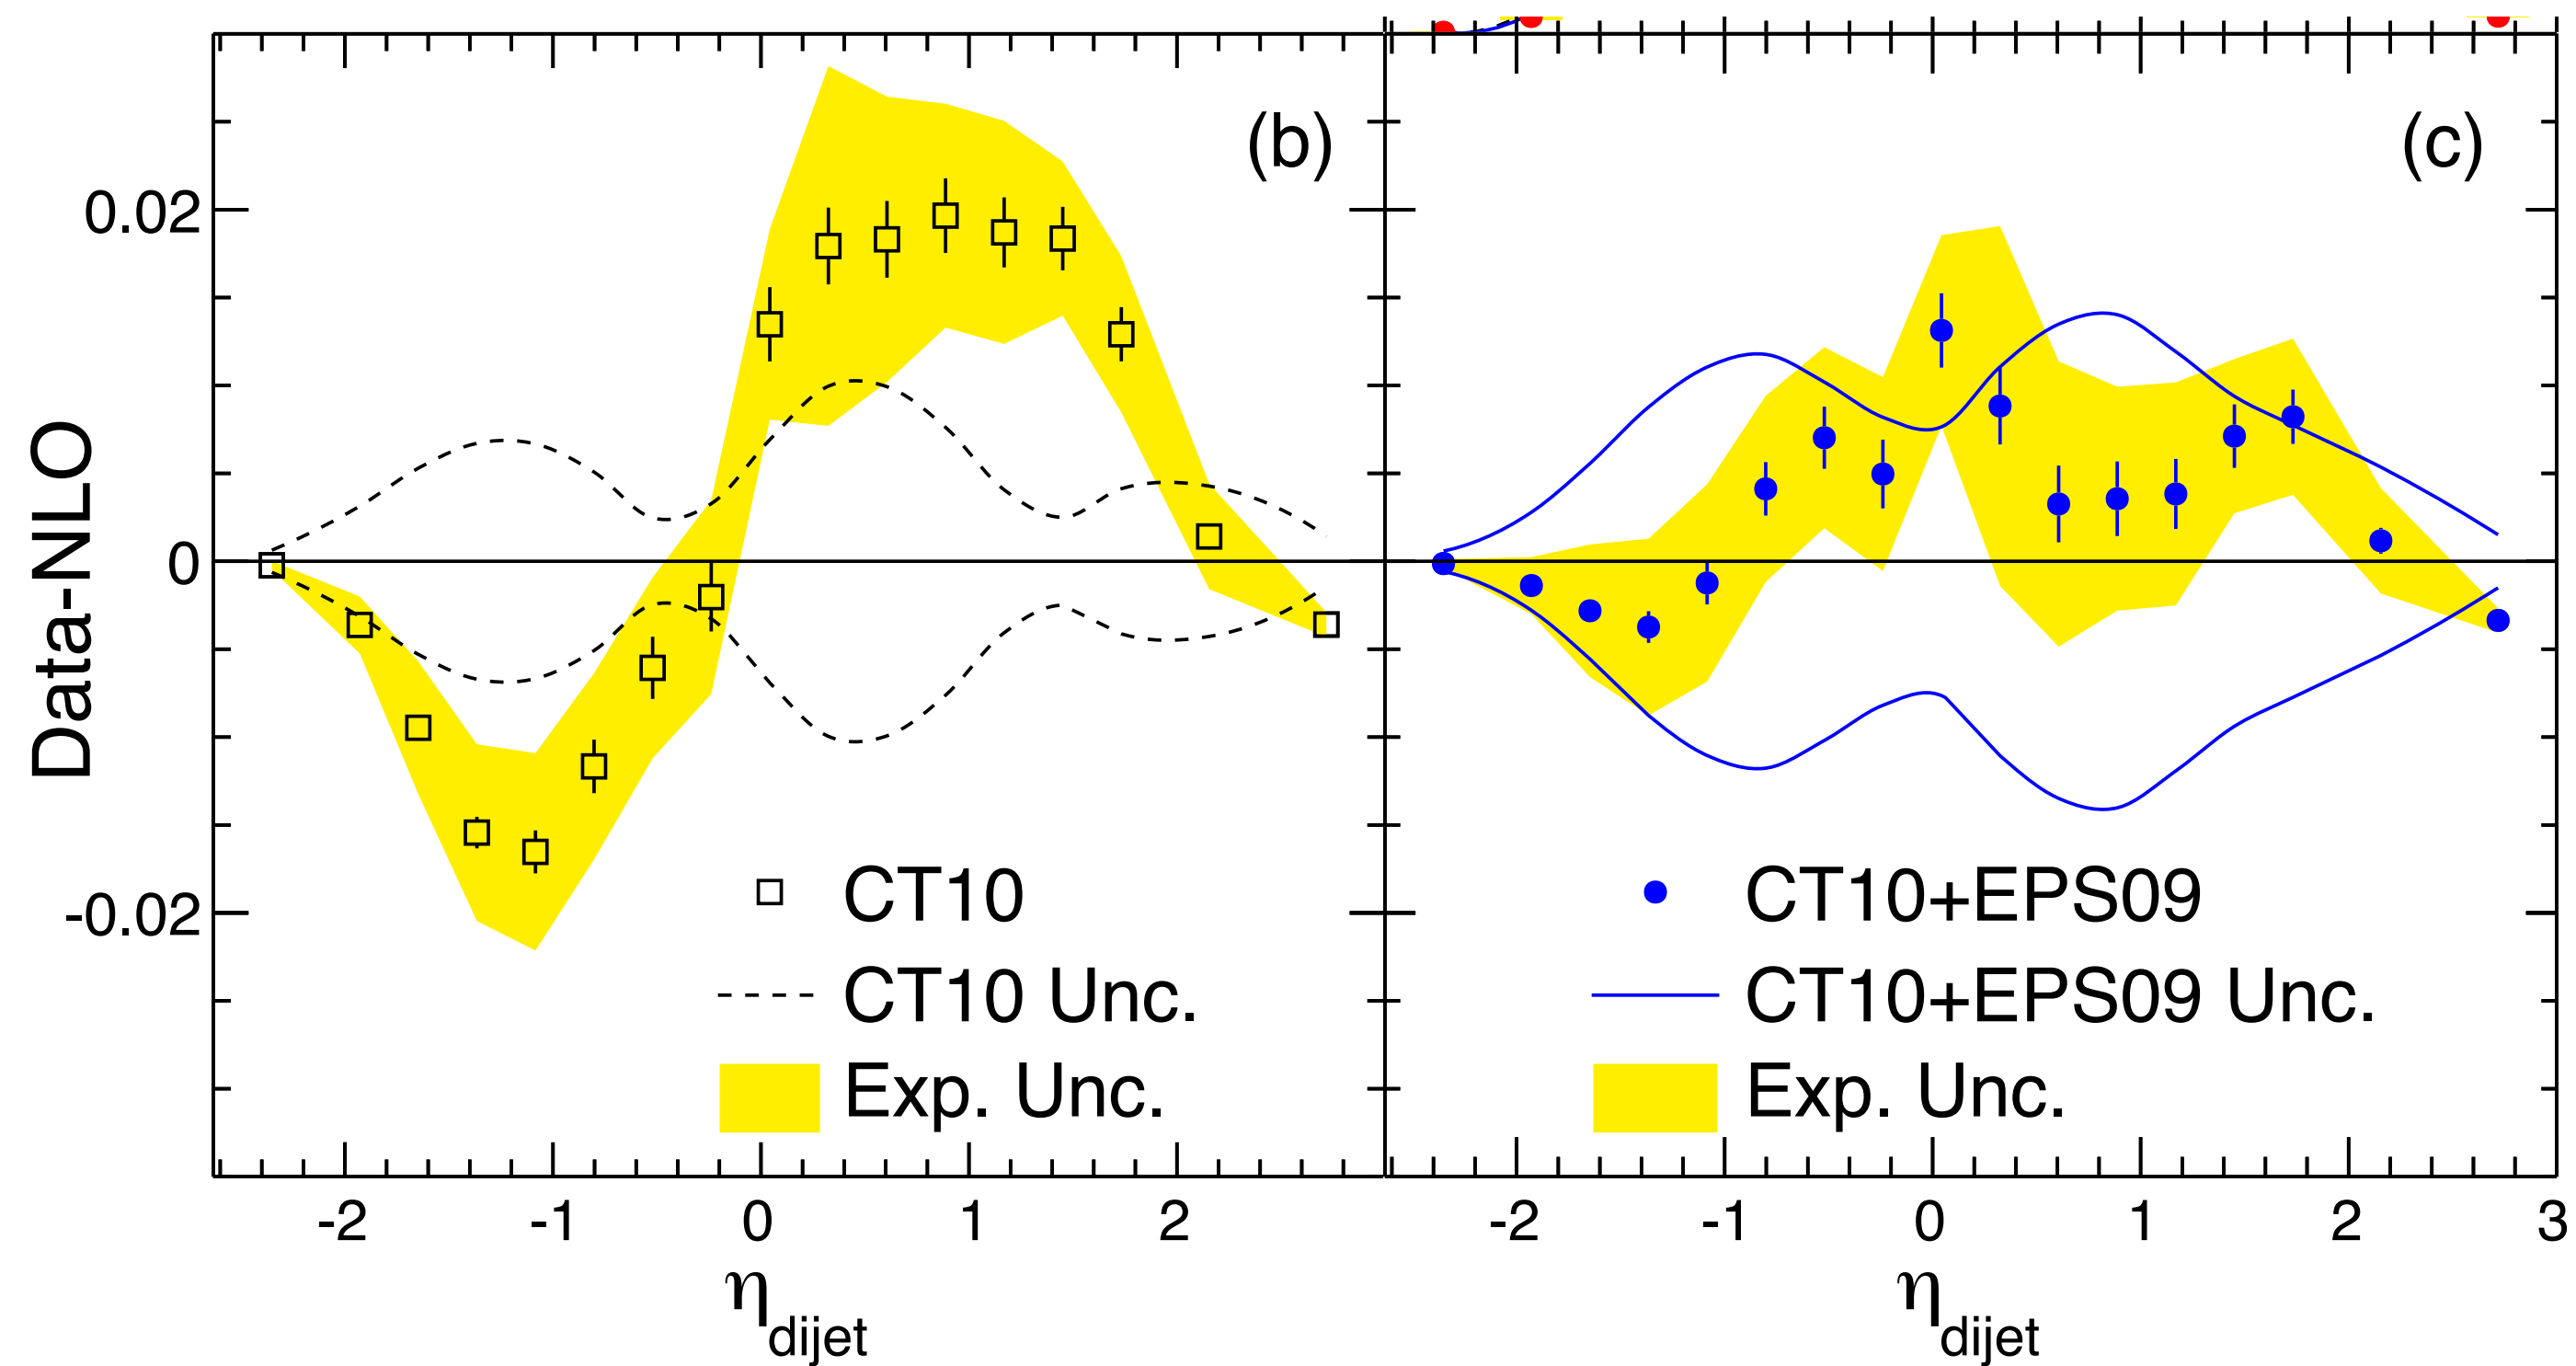 (b)
(c)
Data-NLO
0.02
0
-0.02
CT10
CT10 Unc.
Exp. Unc.
CT10+EPS09
CT10+EPS09 Unc.
Exp. Unc.
-2 -1 0 1 2
-2 -1 0 1 2 3
ηdijet
ηdijet